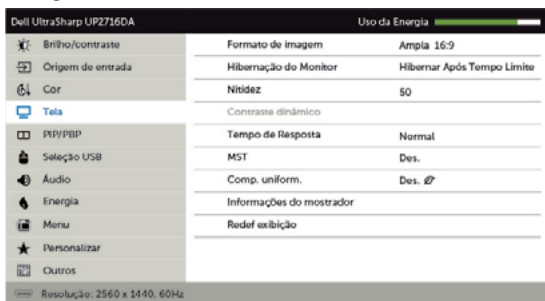 Dell UltraSharp UP2716DA Uso da Energia
Brilho/contraste Formato de imagem Ampla 16:9
Origem de entrada Hibernação do Monitor Hibernar Após Tempo Limite
Cor Nitidez 50
Tela Contraste dinâmico
PIP/PBP Tempo de Resposta Normal
Seleção USB MST Des.
Áudio Comp. uniform. Des.
Energia Informações do mostrador
Menu Redef exibição
Personalizar
Outros
Resolução: 2560 x 1440, 60Hz